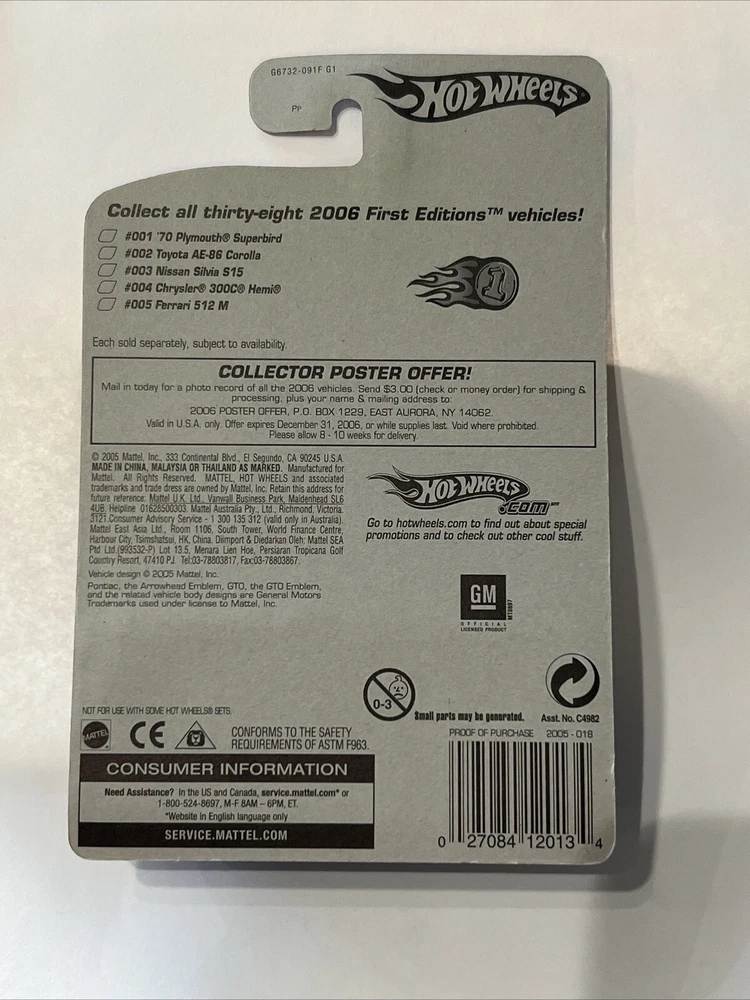 G6732-091F G1
PP
HOT WHEELS
Collect all thirty-eight 2006 First Editions™ vehicles!
#001 '70 Plymouth® Superbird
#002 Toyota AE-86 Corolla
#003 Nissan Silvia S15
#004 Chrysler® 300C® Hemi®
#005 Ferrari 512 M
1
Each sold separately, subject to availability.
COLLECTOR POSTER OFFER!
Mail in today for a photo record of all the 2006 vehicles. Send $3.00 (check or money order) for shipping &
processing, plus your name & mailing address to:
2006 POSTER OFFER, P.O. BOX 1229, EAST AURORA, NY 14062.
Valid in U.S.A. only. Offer expires December 31, 2006, or while supplies last. Void where prohibited.
Please allow 8 - 10 weeks for delivery.
© 2005 Mattel, Inc., 333 Continental Blvd., El Segundo, CA 90245 U.S.A.
MADE IN CHINA, MALAYSIA OR THAILAND AS MARKED. Manufactured for
Mattel. All Rights Reserved. MATTEL, HOT WHEELS and associated
trademarks and trade dress are owned by Mattel, Inc. Retain this address for
future reference: Mattel U.K. Ltd., Vanwall Business Park, Maidenhead SL6
4UB. Helpline 01628500303. Mattel Australia Pty., Ltd., Richmond, Victoria.
3121.Consumer Advisory Service - 1 300 135 312 (valid only in Australia).
Mattel East Asia Ltd., Room 1106, South Tower, World Finance Centre,
Harbour City, Tsimshatsui, HK, China. Diimport & Diedarkan Oleh: Mattel SEA
Ptd Ltd.(993532-P) Lot 13.5, Menara Lien Hoe, Persiaran Tropicana Golf
Country Resort, 47410 PJ. Tel:03-78803817, Fax:03-78803867.
Vehicle design © 2005 Mattel, Inc.
Pontiac, the Arrowhead Emblem, GTO, the GTO Emblem,
and the related vehicle body designs are General Motors
Trademarks used under license to Mattel, Inc.
HOT WHEELS
.COM™
Go to hotwheels.com to find out about special
promotions and to check out other cool stuff.
GM
OFFICIAL
LICENSED PRODUCT
0-3
Small parts may be generated.
Asst. No. C4982
NOT FOR USE WITH SOME HOT WHEELS® SETS.
MATTEL
CE
CONFORMS TO THE SAFETY
REQUIREMENTS OF ASTM F963.
PROOF OF PURCHASE 2005-018
CONSUMER INFORMATION
Need Assistance? In the US and Canada, service.mattel.com* or
1-800-524-8697, M-F 8AM – 6PM, ET.
*Website in English language only
SERVICE.MATTEL.COM
0 27084 12013 4